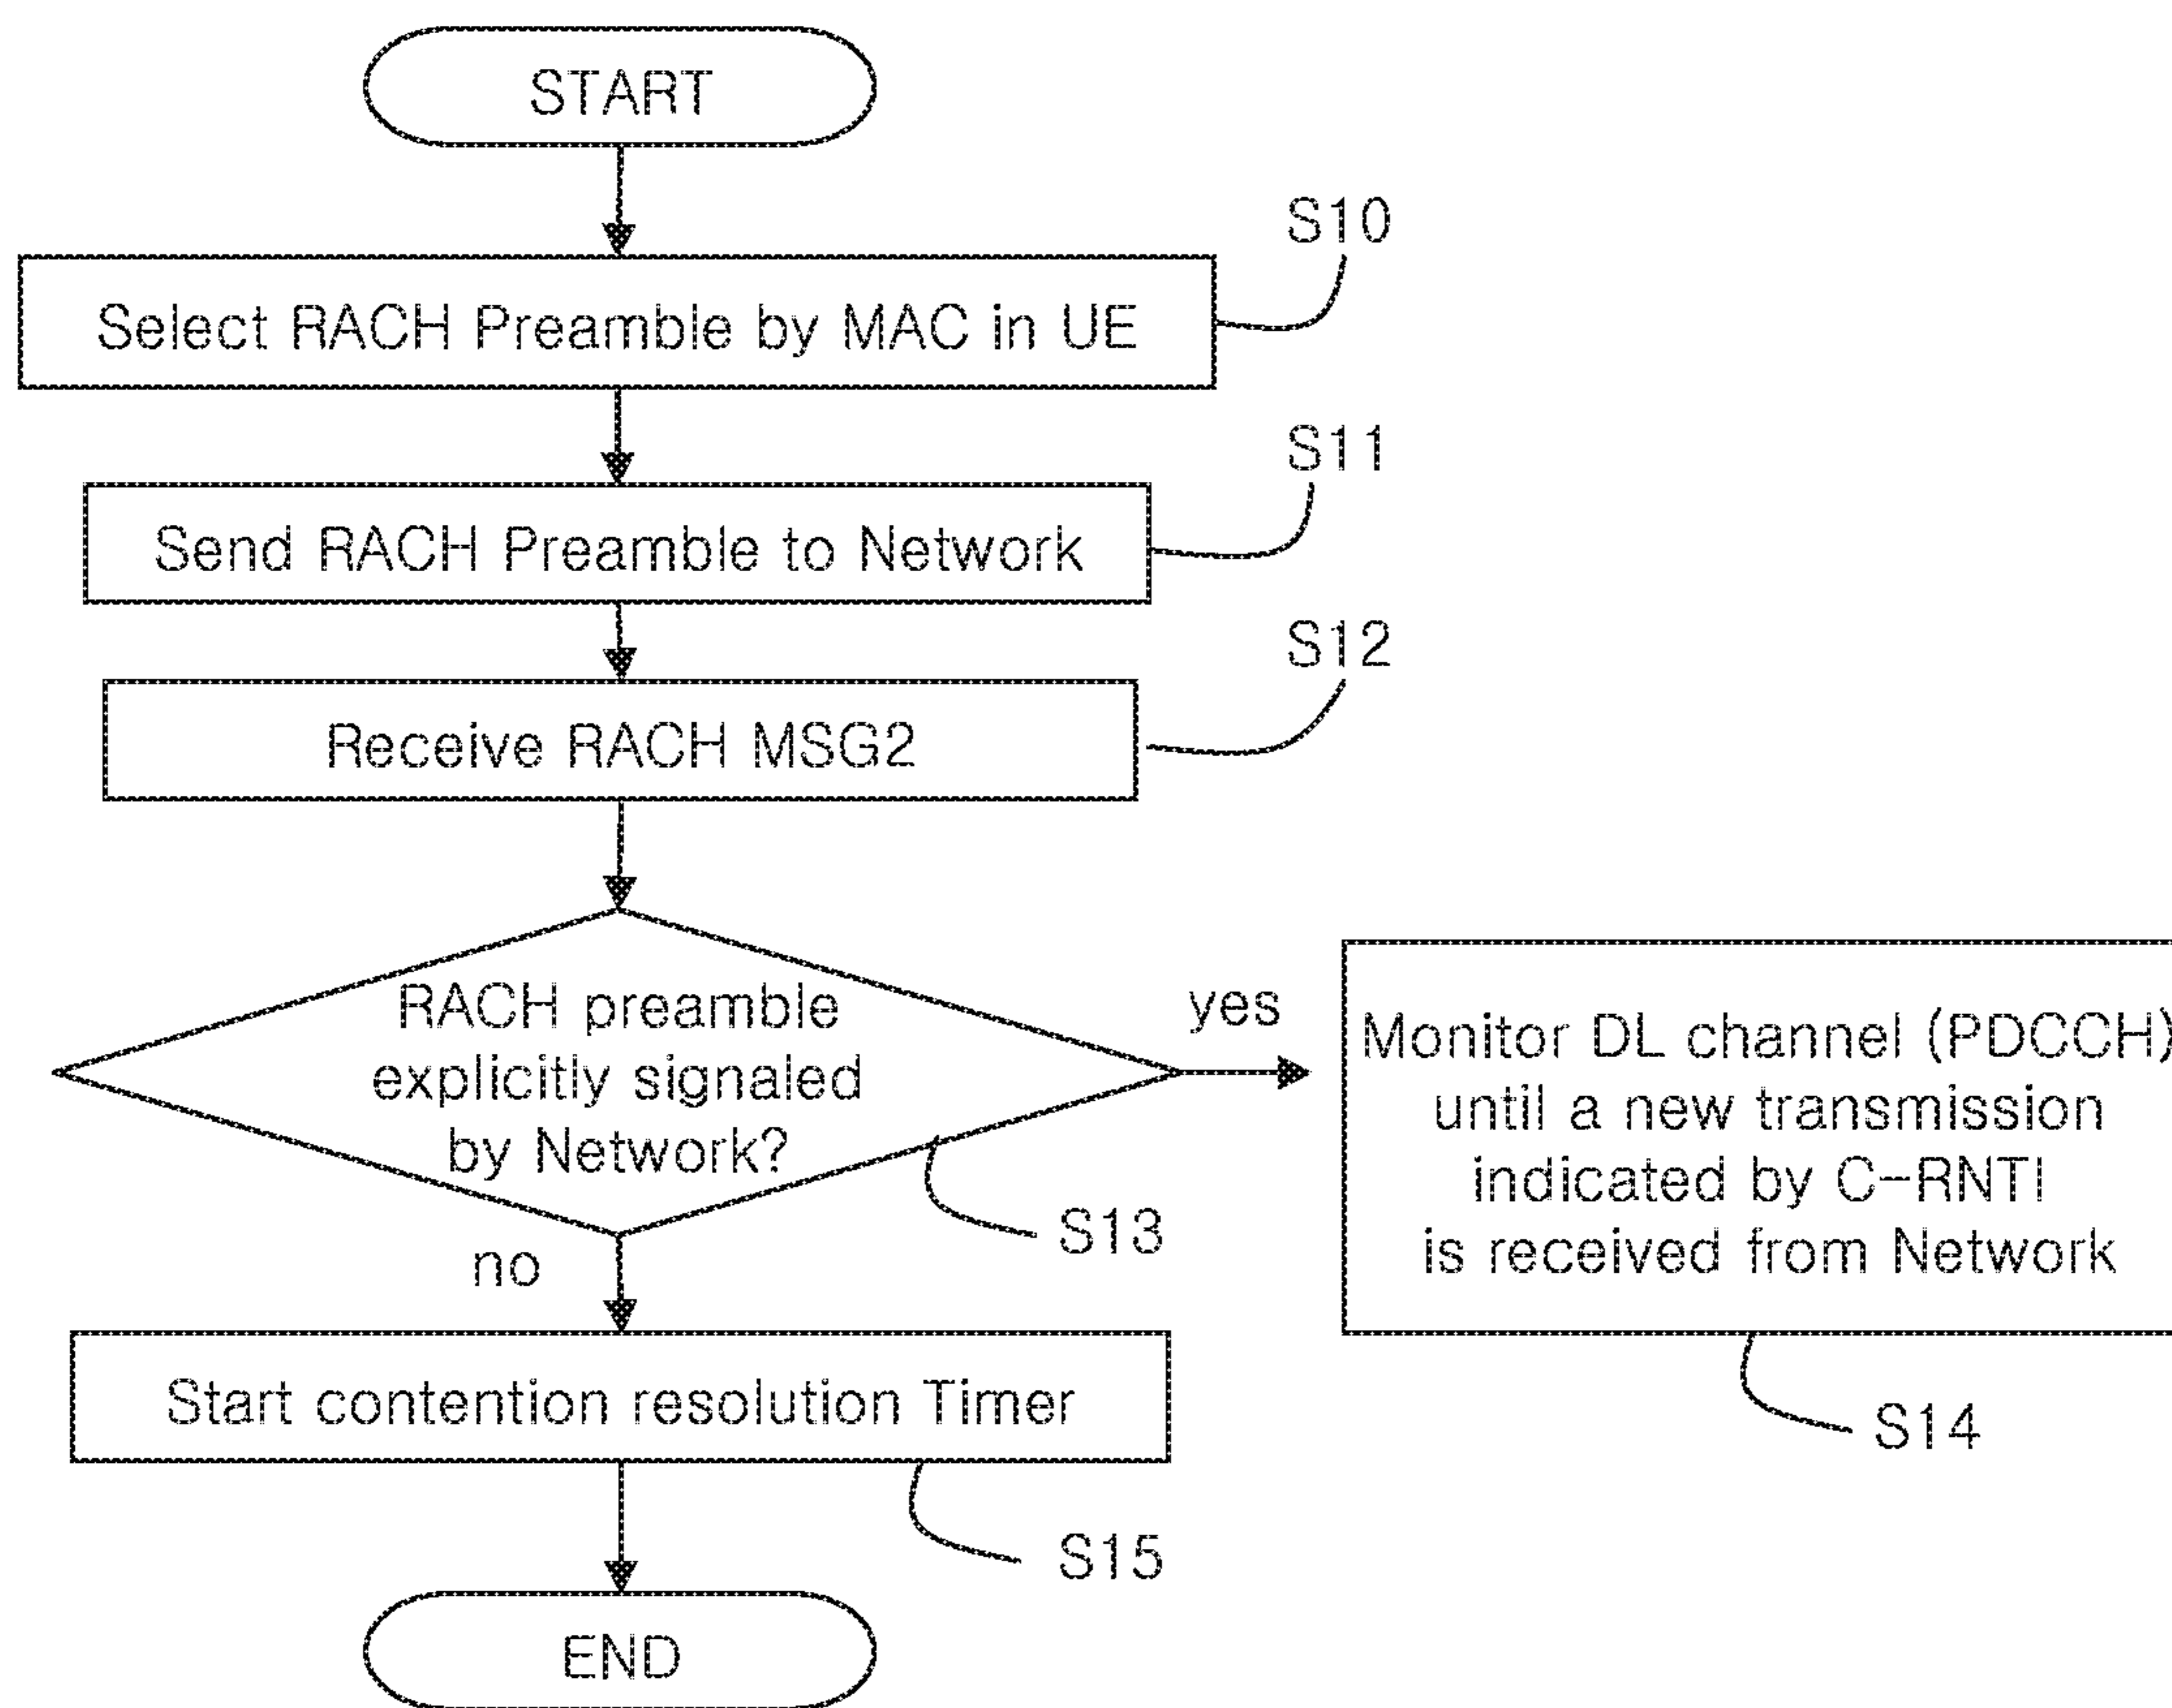 START
S10
Select RACH Preamble by MAC in UE
S11
Send RACH Preamble to Network
S12
Receive RACH MSG2
RACH preamble
explicitly signaled
by Network?
yes
Monitor DL channel (PDCCH)
until a new transmission
indicated by C-RNTI
is received from Network
S13
no
Start contention resolution Timer
S14
S15
END